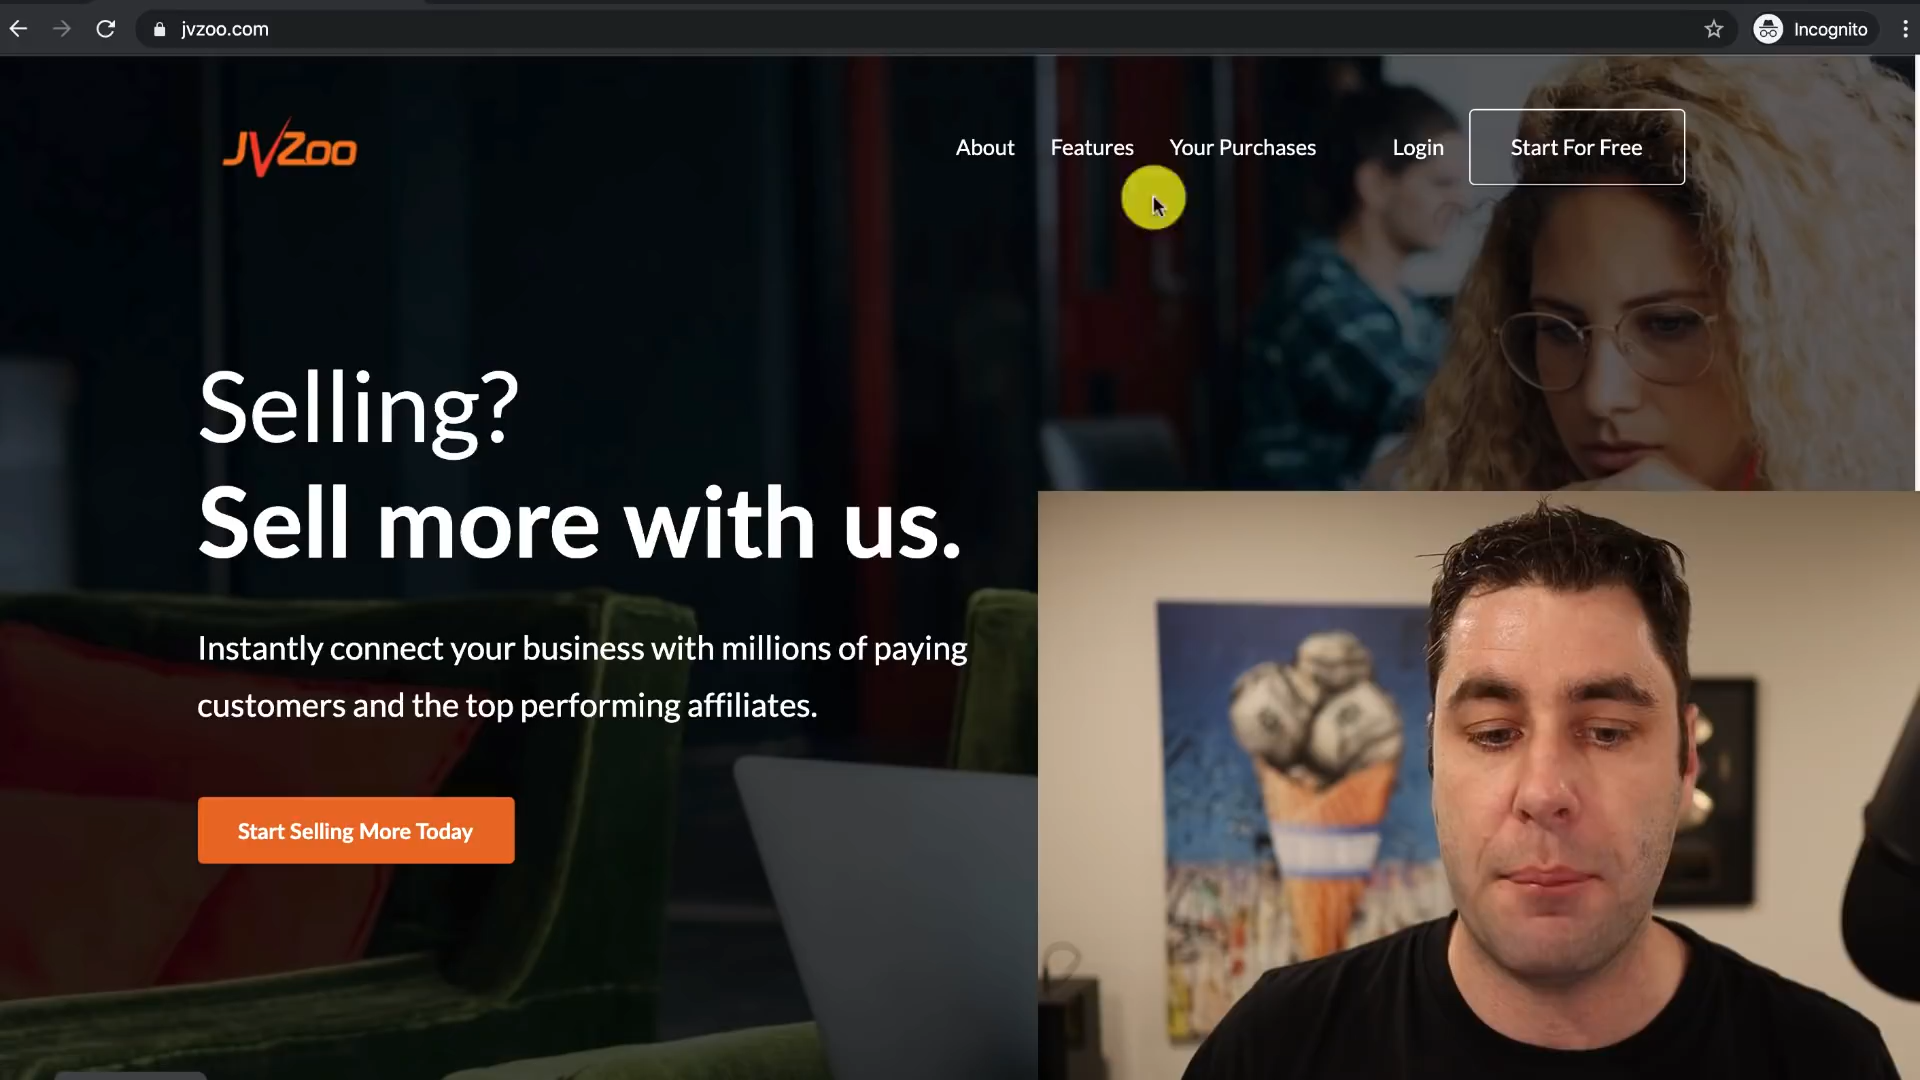 jvzoo.com
Incognito
JVZoo
About
Features
Your Purchases
Login
Start For Free
Selling?
Sell more with us.
Instantly connect your business with millions of paying
customers and the top performing affiliates.
Start Selling More Today